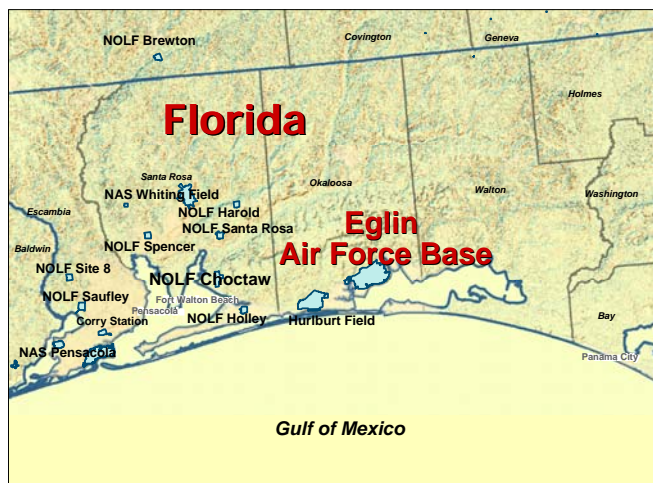 NOLF Brewton
Covington
Geneva
Holmes
Florida
Santa Rosa
Okaloosa
Walton
Washington
NAS Whiting Field
NOLF Harold
Escambia
NOLF Santa Rosa
Eglin
Air Force Base
Baldwin
NOLF Spencer
NOLF Site 8
NOLF Choctaw
NOLF Saufley
Fort Walton Beach
Pensacola
NOLF Holley
Hurlburt Field
Bay
Corry Station
NAS Pensacola
Panama City
Gulf of Mexico